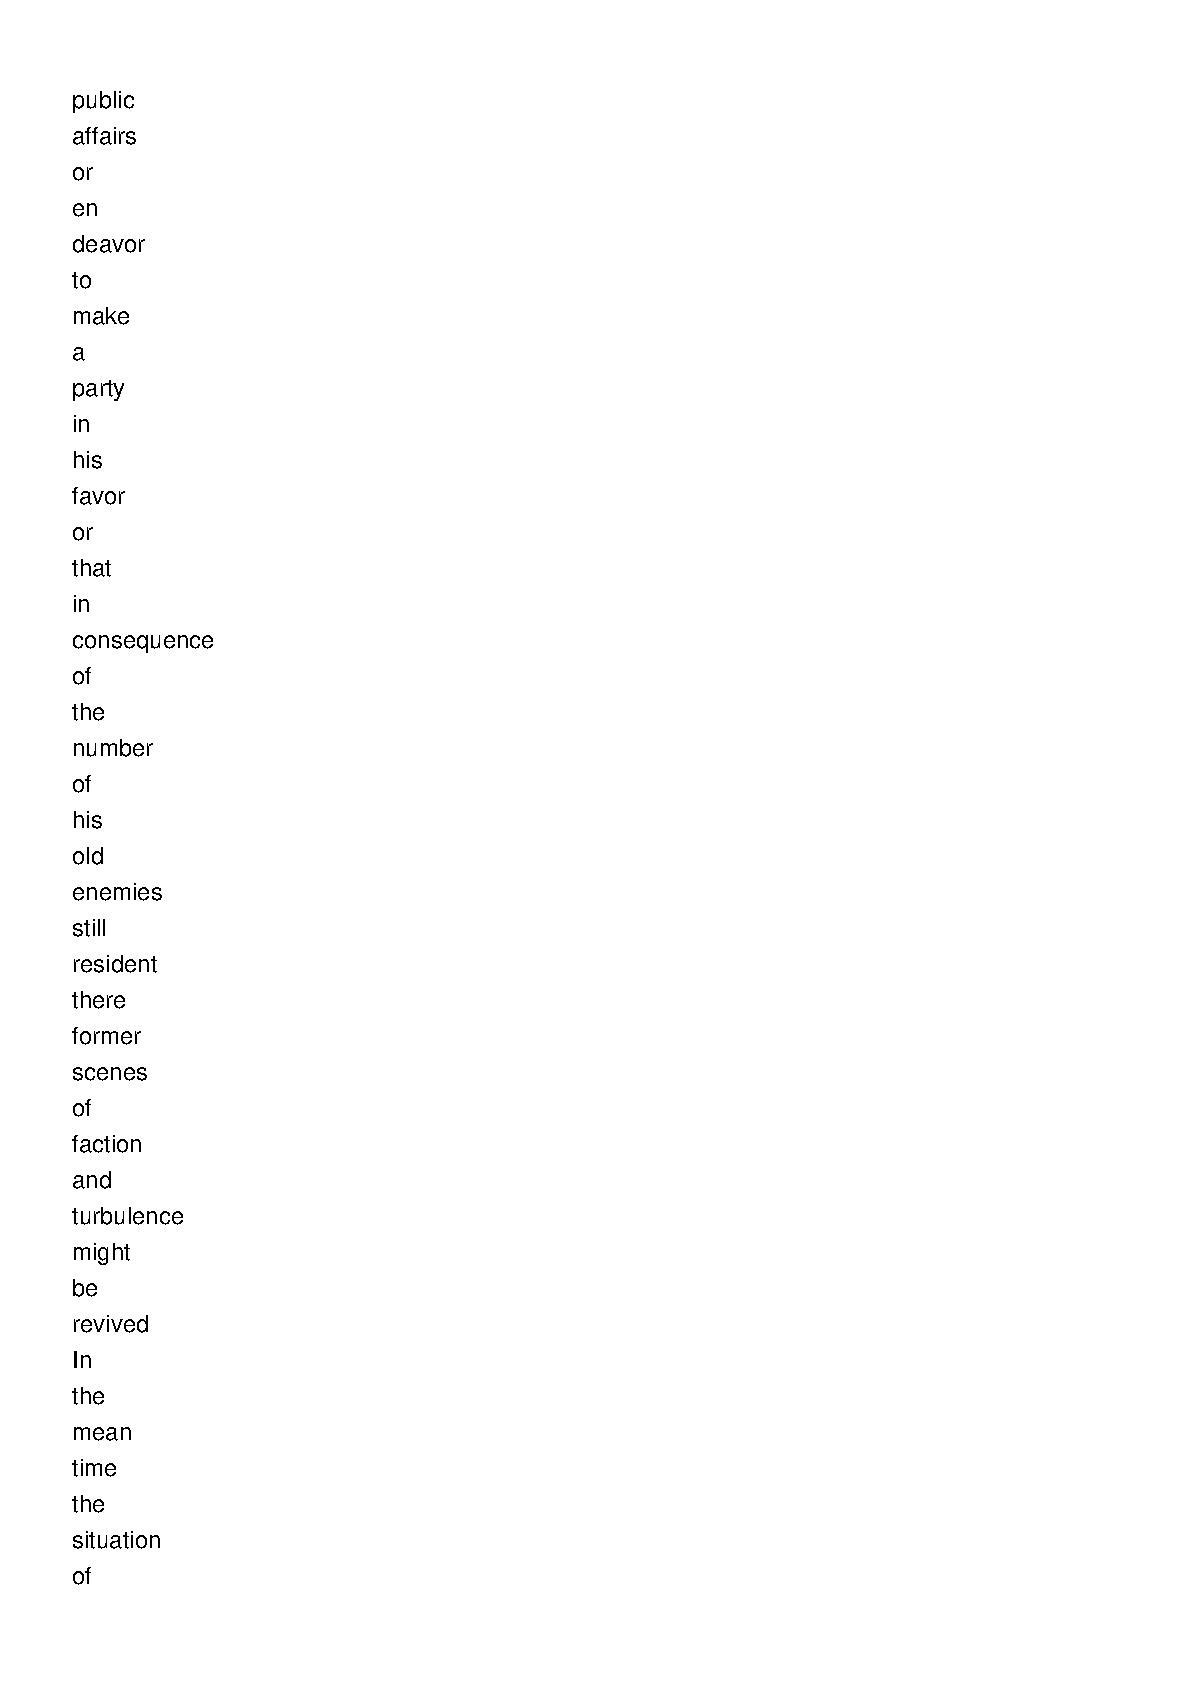 public
affairs
or
en
deavor
to
make
a
party
in
his
favor
or
that
in
consequence
of
the
number
of
his
old
enemies
still
resident
there
former
scenes
of
faction
and
turbulence
might
be
revived
In
the
mean
time
the
situation
of